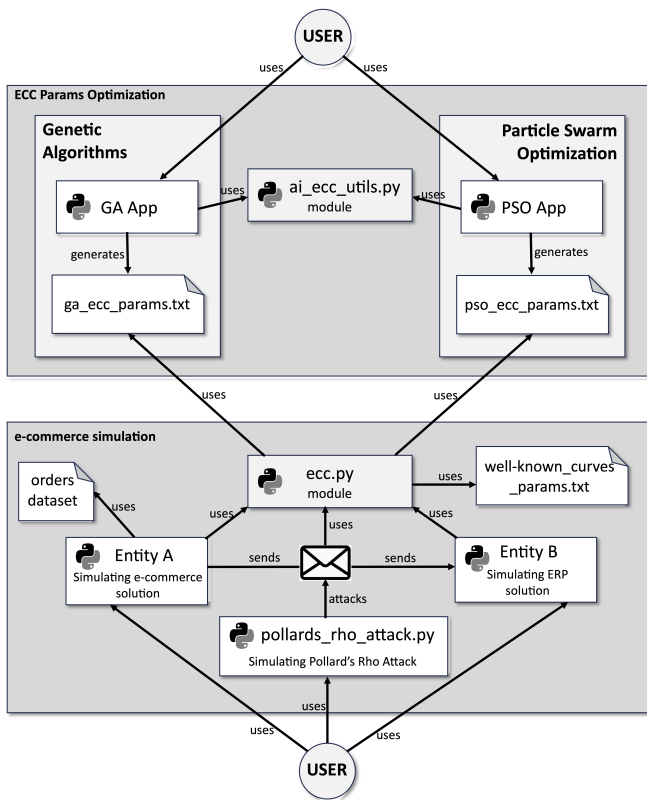 USER
uses
uses
ECC Params Optimization
Genetic
Algorithms
Particle Swarm
Optimization
GA App
uses
ai_ecc_utils.py
module
uses
PSO App
generates
generates
ga_ecc_params.txt
pso_ecc_params.txt
uses
uses
e-commerce simulation
orders
dataset
uses
ecc.py
module
uses
well-known_curves
_params.txt
uses
uses
uses
Entity A
Simulating e-commerce
solution
sends
sends
Entity B
Simulating ERP
solution
attacks
pollards_rho_attack.py
Simulating Pollard's Rho Attack
uses
uses
uses
USER